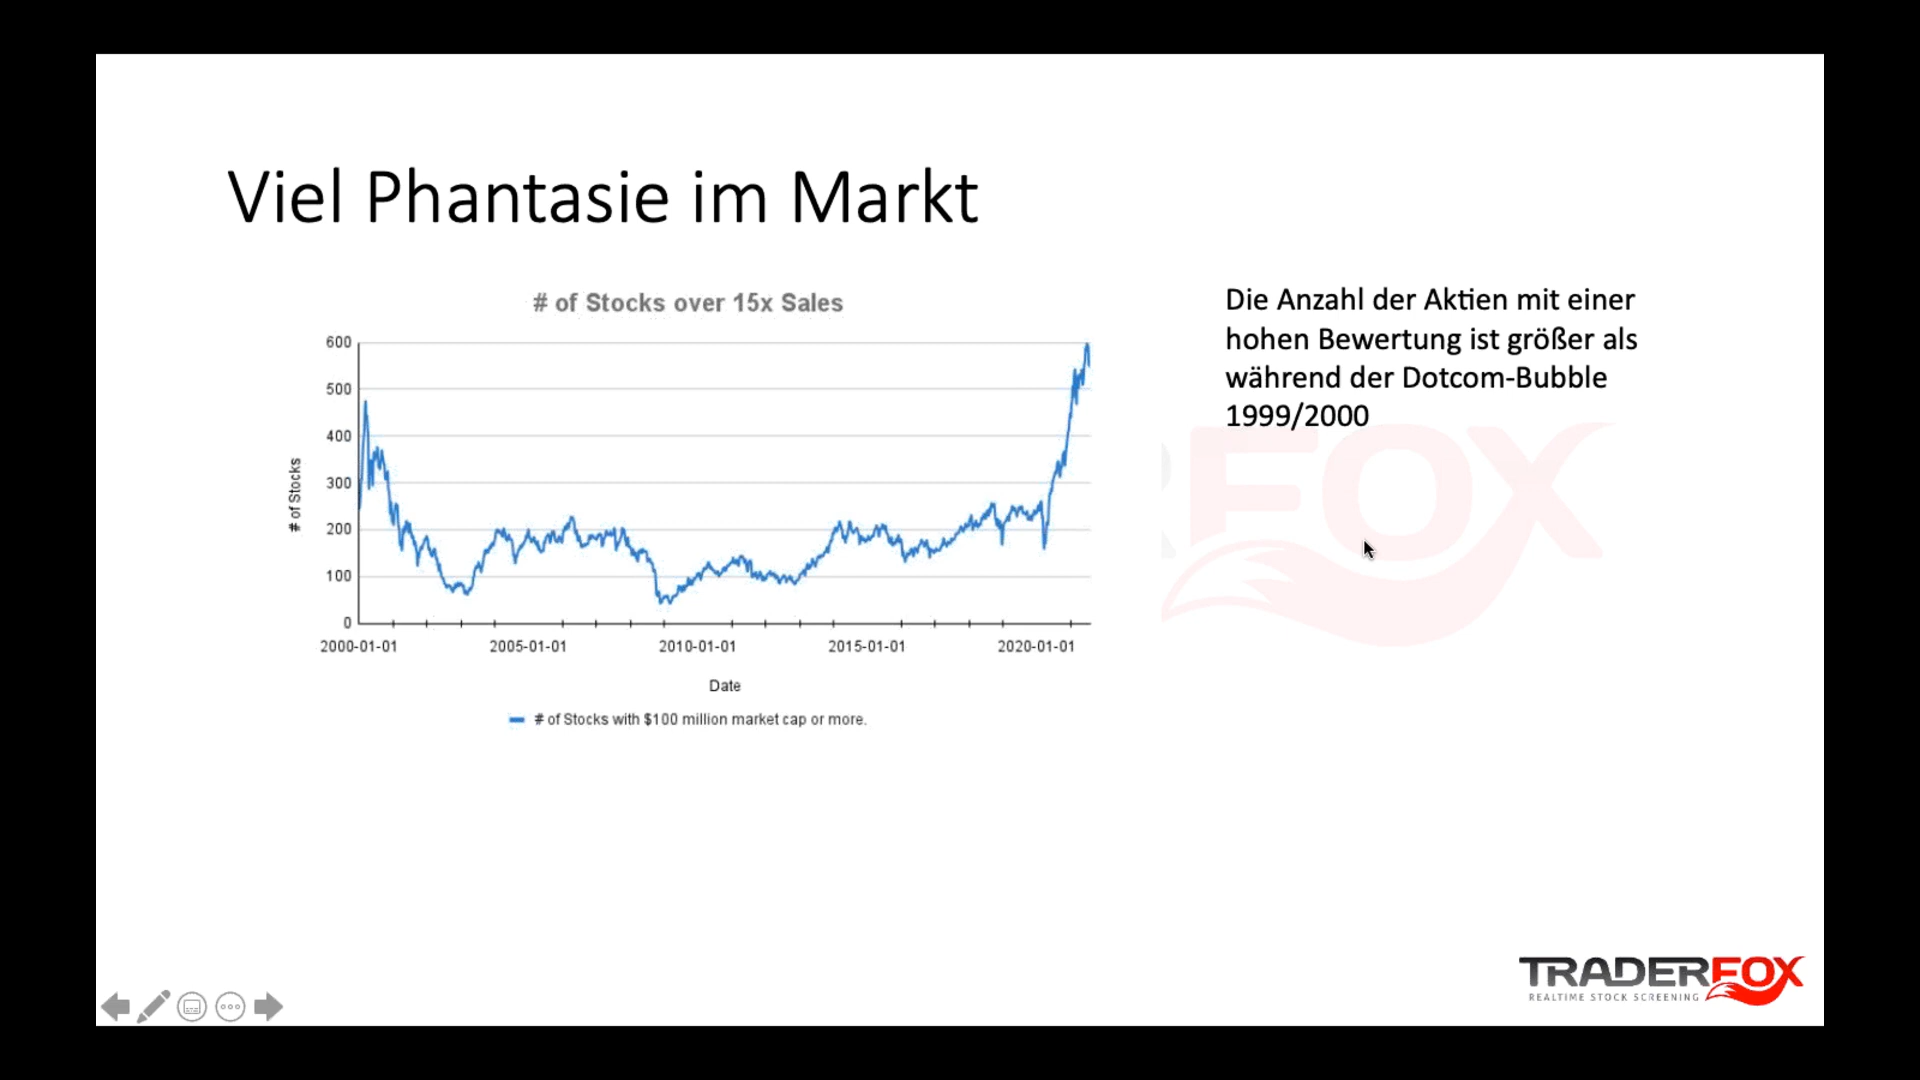 Viel Phantasie im Markt
# of Stocks over 15x Sales
600
500
400
300
200
100
0
# of Stocks
2000-01-01 2005-01-01 2010-01-01 2015-01-01 2020-01-01
Date
# of Stocks with $100 million market cap or more.
Die Anzahl der Aktien mit einer
hohen Bewertung ist größer als
während der Dotcom-Bubble
1999/2000
RFOX
TRADERFOX
REALTIME STOCK SCREENING